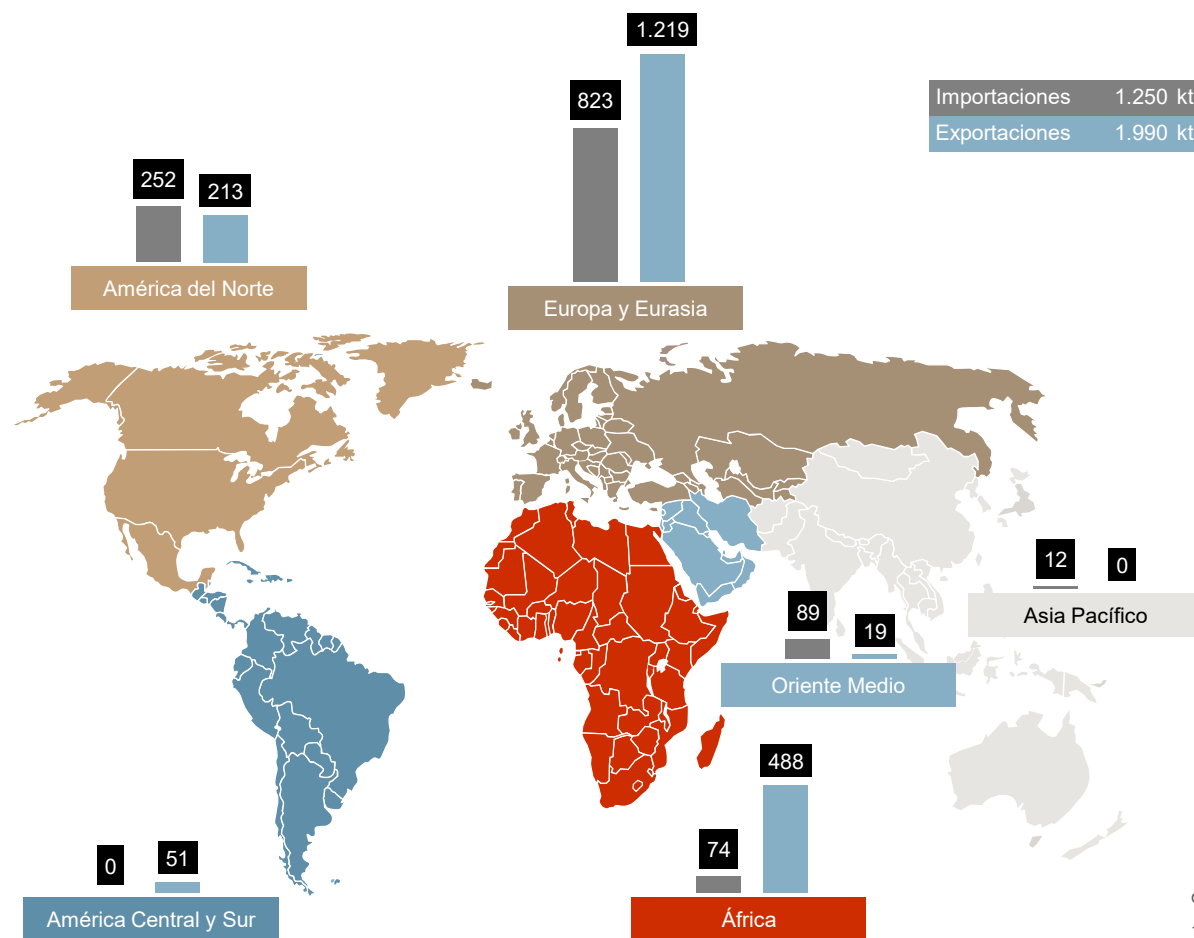 1.219
823
Importaciones 1.250 kt
Exportaciones 1.990 kt
252
213
América del Norte
Europa y Eurasia
12
0
Asia Pacífico
89
19
Oriente Medio
488
74
0
51
América Central y Sur
África